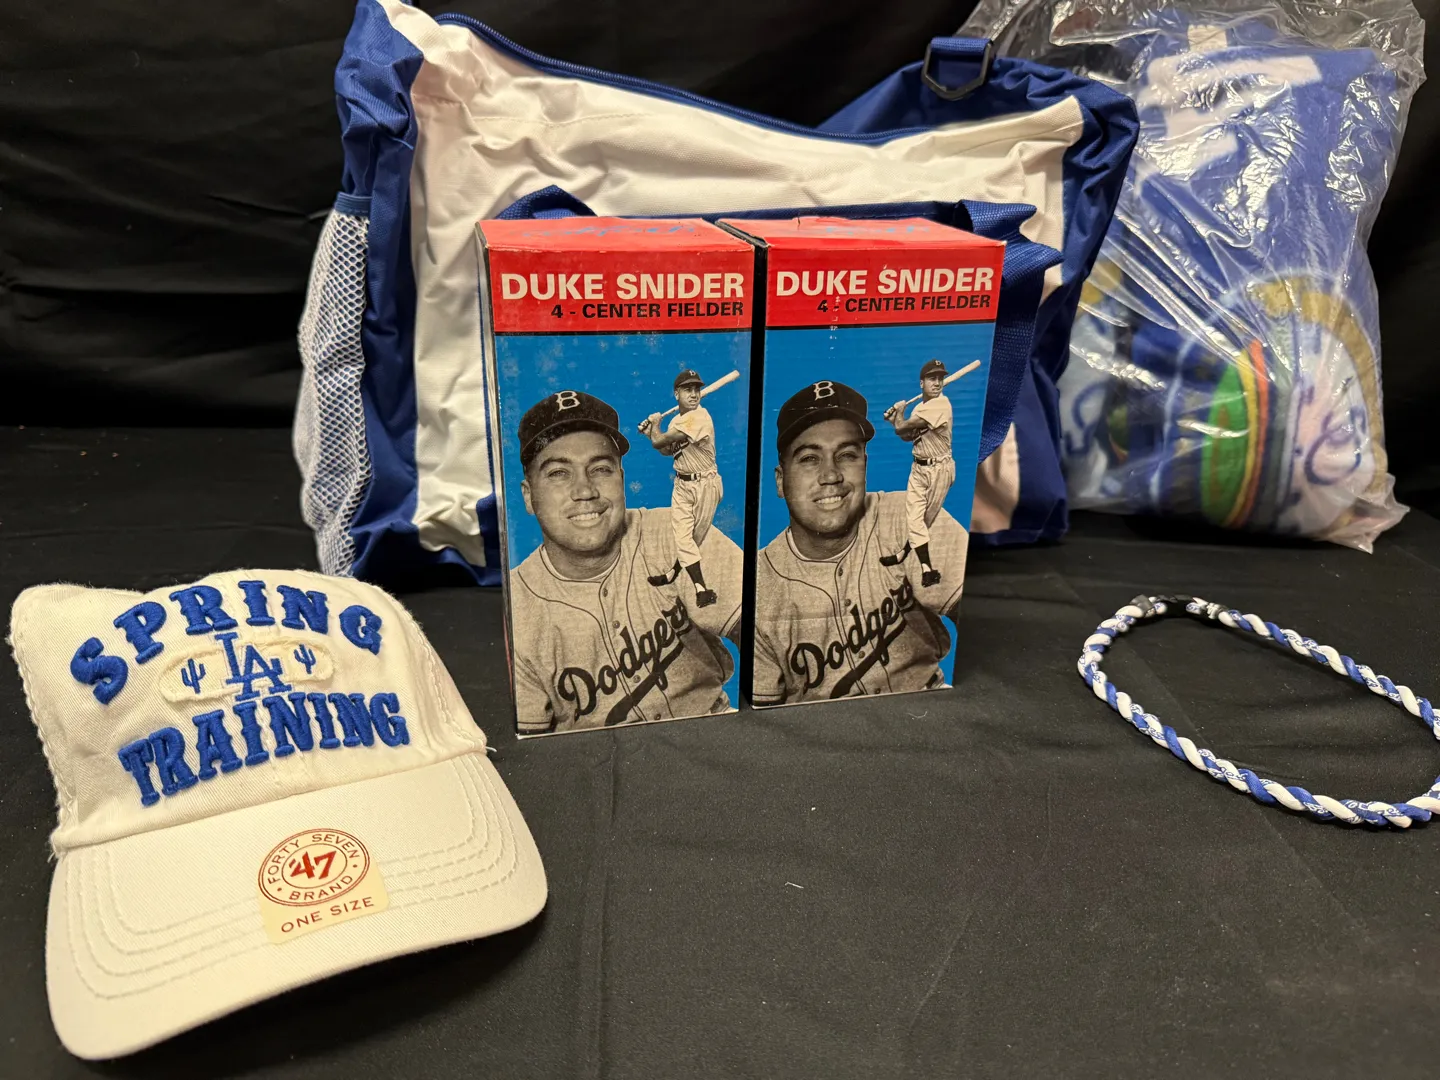 DUKE SNIDER
4 - CENTER FIELDER
B
B
Dodgers
DUKE SNIDER
4 - CENTER FIELDER
B
B
Dodgers
SPRING
LA
TRAINING
FORTY SEVEN
'47
BRAND
ONE SIZE